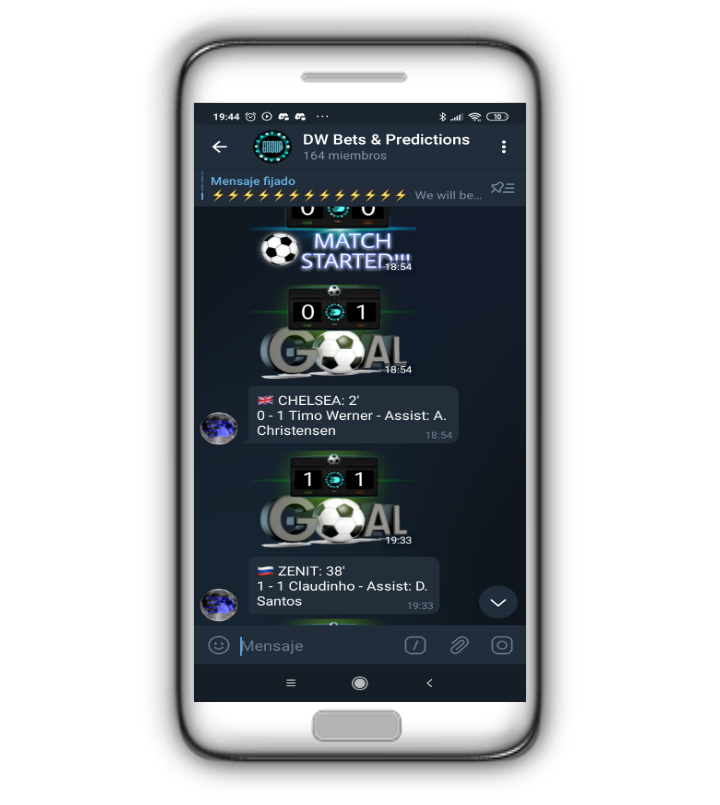 19:44
10
DW Bets & Predictions
GROUP
164 miembros
Mensaje fijado
⚡⚡⚡⚡⚡⚡⚡⚡⚡⚡⚡⚡⚡ We will be...
0 0
MATCH
STARTED!!!
18:54
0 1
GOAL
18:54
🇬🇧 CHELSEA: 2'
0 - 1 Timo Werner - Assist: A.
Christensen
18:54
1 1
GOAL
19:33
🇷🇺 ZENIT: 38'
1 - 1 Claudinho - Assist: D.
Santos
19:33
Mensaje